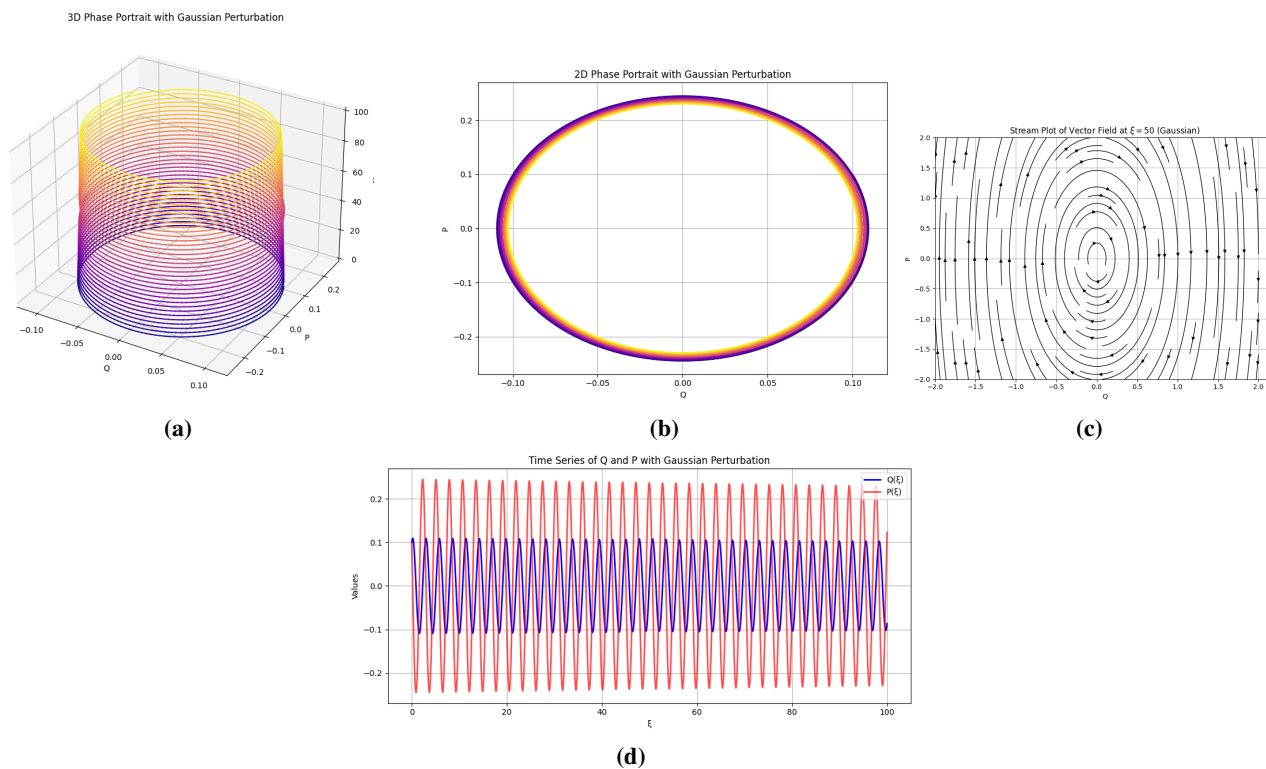 3D Phase Portrait with Gaussian Perturbation
100
80
60
40
20
0
−0.10
−0.05
0.00
0.05
0.10
Q
−0.2
−0.1
0.0
0.1
0.2
P
(a)
2D Phase Portrait with Gaussian Perturbation
0.2
0.1
0.0
−0.1
−0.2
P
−0.10 −0.05 0.00 0.05 0.10
Q
(b)
Stream Plot of Vector Field at ξ = 50 (Gaussian)
2.0
1.5
1.0
0.5
0.0
−0.5
−1.0
−1.5
−2.0
P
−2.0 −1.5 −1.0 −0.5 0.0 0.5 1.0 1.5 2.0
Q
(c)
Time Series of Q and P with Gaussian Perturbation
Q(ξ)
P(ξ)
0.2
0.1
0.0
−0.1
−0.2
Values
0 20 40 60 80 100
ξ
(d)